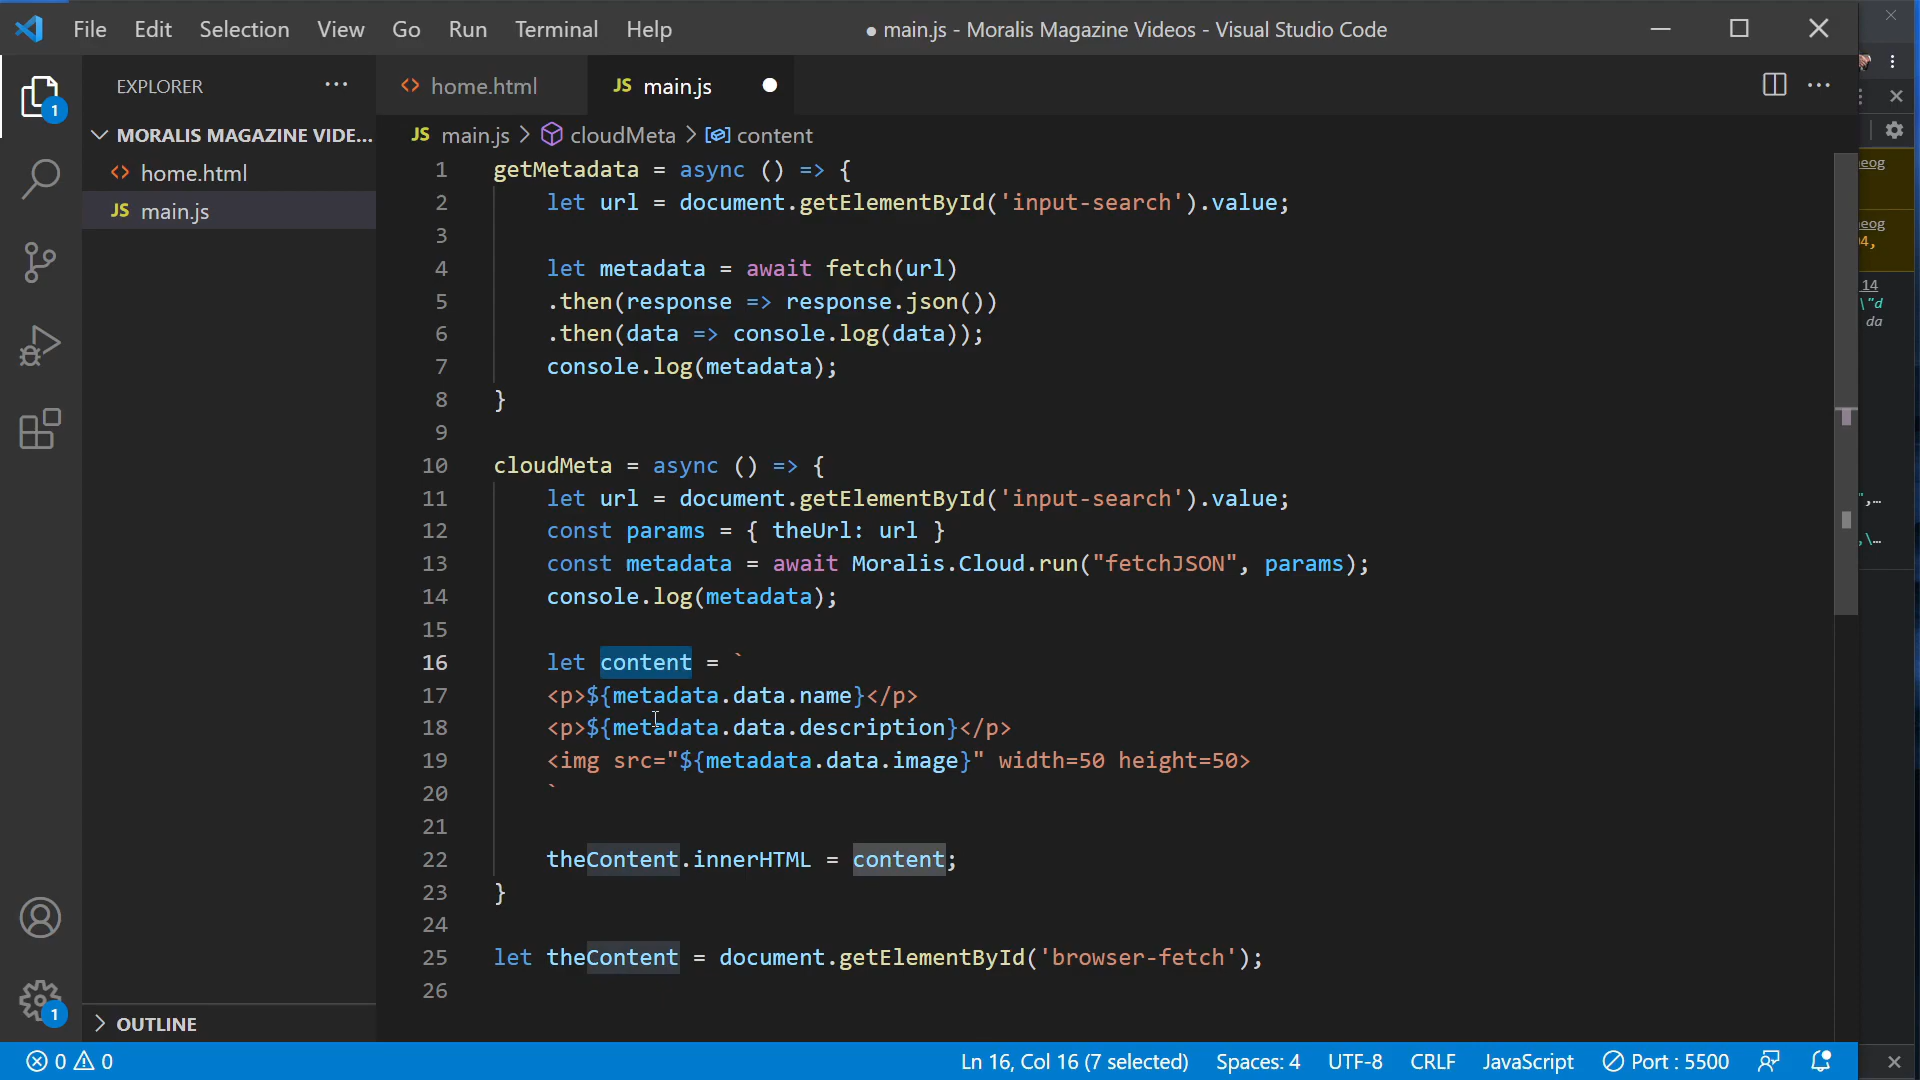 File Edit Selection View Go Run Terminal Help ● main.js - Moralis Magazine Videos - Visual Studio Code
EXPLORER ···
<> home.html
JS main.js ●
MORALIS MAGAZINE VIDE...
JS main.js > cloudMeta > content
<> home.html
JS main.js
1 getMetadata = async () => {
2 let url = document.getElementById('input-search').value;
3
4 let metadata = await fetch(url)
5 .then(response => response.json())
6 .then(data => console.log(data));
7 console.log(metadata);
8 }
9
10 cloudMeta = async () => {
11 let url = document.getElementById('input-search').value;
12 const params = { theUrl: url }
13 const metadata = await Moralis.Cloud.run("fetchJSON", params);
14 console.log(metadata);
15
16 let content = `
17 <p>${metadata.data.name}</p>
18 <p>${metadata.data.description}</p>
19 <img src="${metadata.data.image}" width=50 height=50>
20 `
21
22 theContent.innerHTML = content;
23 }
24
25 let theContent = document.getElementById('browser-fetch');
26
eog
eog
14
\"d
da
",…
,\…
1
1
OUTLINE
0 0 Ln 16, Col 16 (7 selected) Spaces: 4 UTF-8 CRLF JavaScript Port : 5500